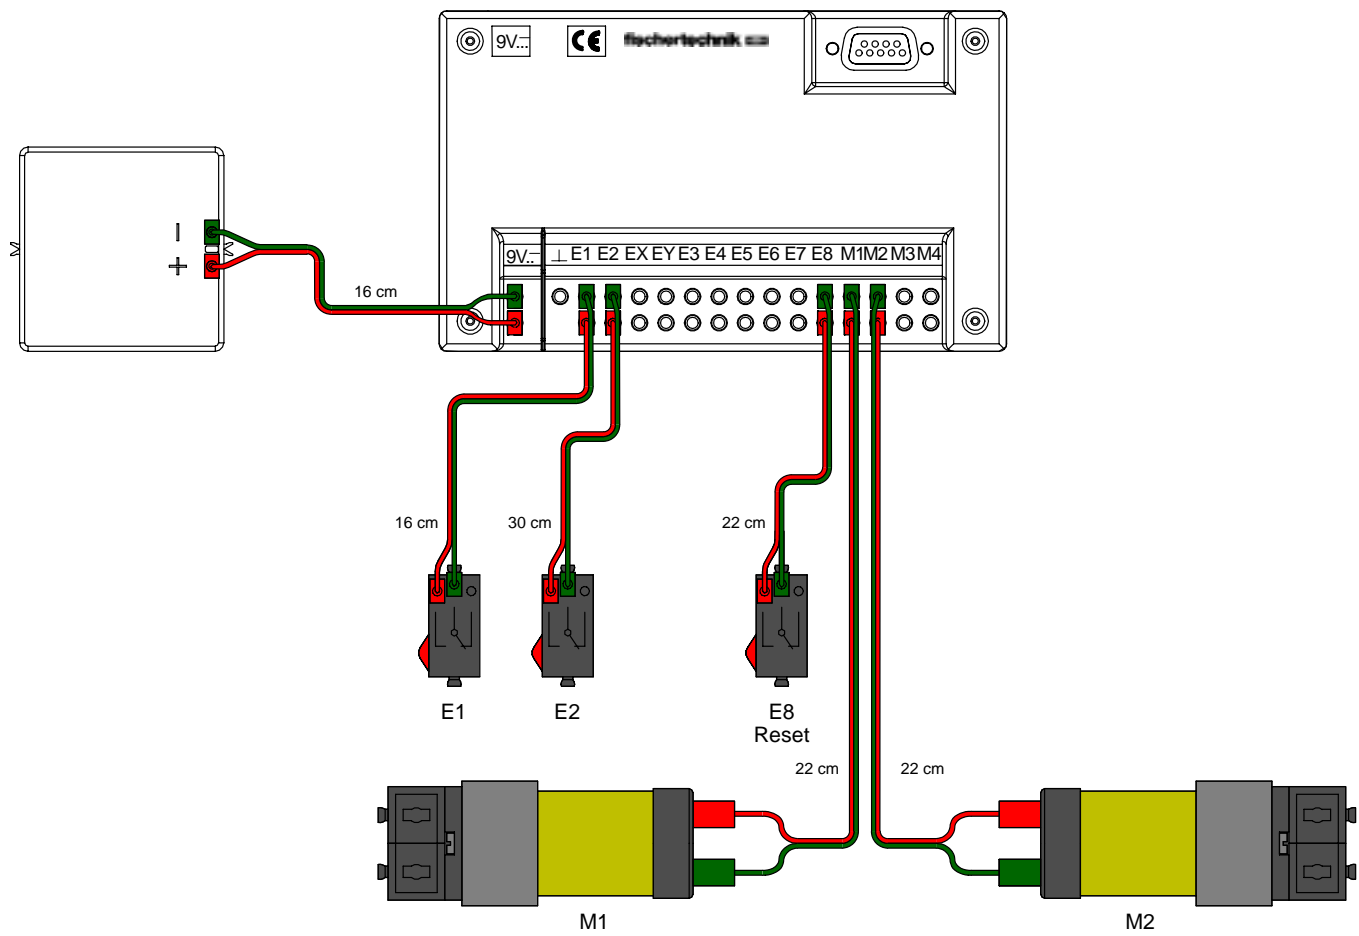 9V
CE
fischertechnik
9V ⊥ E1 E2 EX EY E3 E4 E5 E6 E7 E8 M1 M2 M3 M4
− 
+
16 cm
16 cm 30 cm 22 cm
E1 E2 E8
Reset
22 cm 22 cm
M1 M2